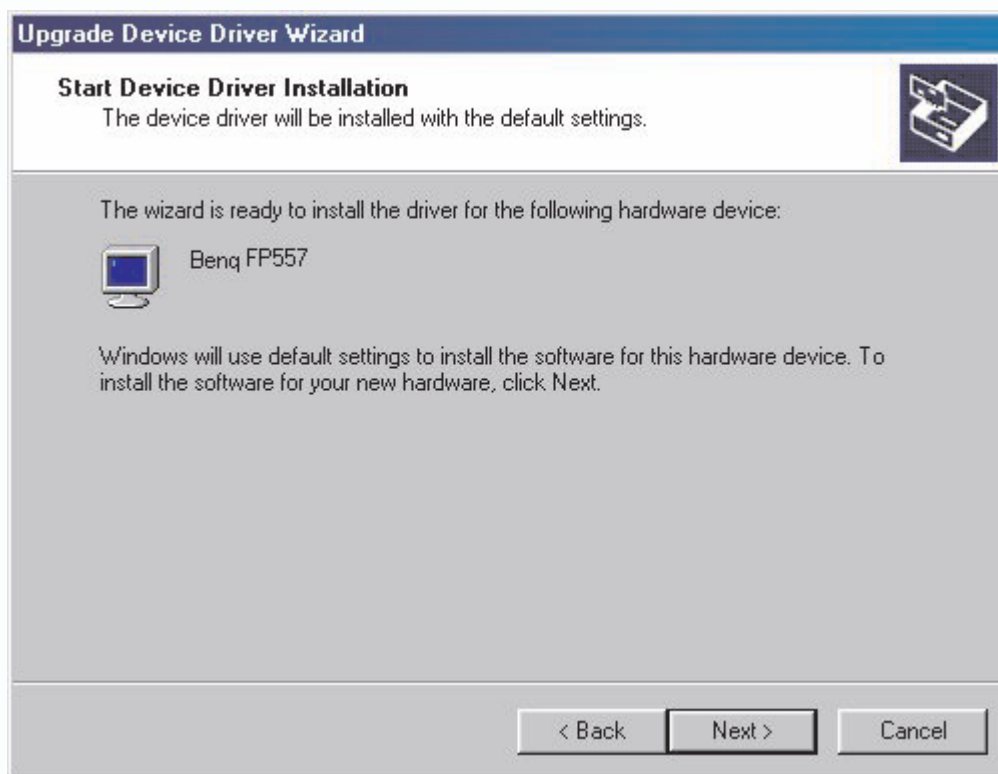 Upgrade Device Driver Wizard
Start Device Driver Installation
The device driver will be installed with the default settings.
The wizard is ready to install the driver for the following hardware device:
Benq FP557
Windows will use default settings to install the software for this hardware device. To
install the software for your new hardware, click Next.
< Back
Next >
Cancel